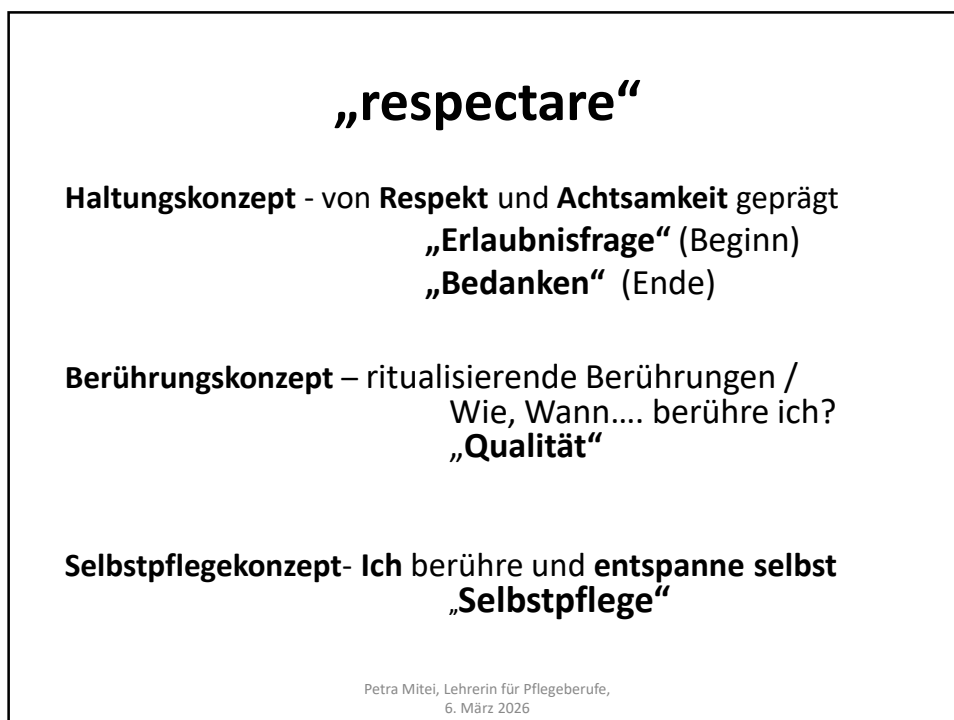 „respectare“
Haltungskonzept - von Respekt und Achtsamkeit geprägt
„Erlaubnisfrage“ (Beginn)
„Bedanken“ (Ende)
Berührungskonzept – ritualisierende Berührungen /
Wie, Wann…. berühre ich?
„Qualität“
Selbstpflegekonzept- Ich berühre und entspanne selbst
„Selbstpflege“
Petra Mitei, Lehrerin für Pflegeberufe,
6. März 2026